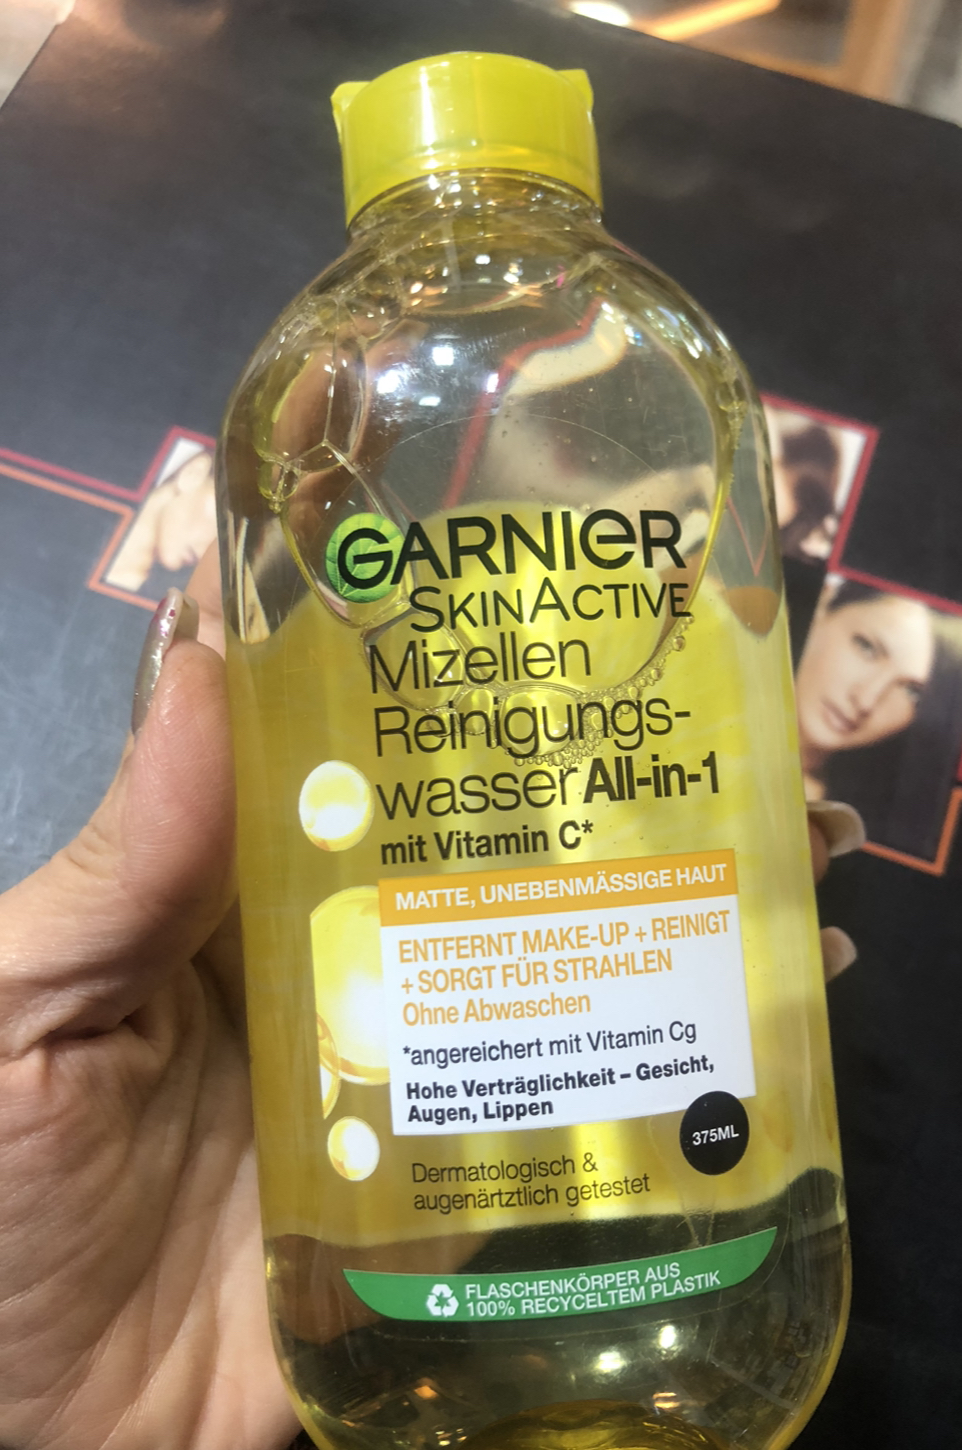 GARNIER
SKINACTIVE
Mizellen
Reinigungs-
wasser All-in-1
mit Vitamin C*
MATTE, UNEBENMÄSSIGE HAUT
ENTFERNT MAKE-UP + REINIGT
+ SORGT FÜR STRAHLEN
Ohne Abwaschen
*angereichert mit Vitamin Cg
Hohe Verträglichkeit – Gesicht,
Augen, Lippen
375ML
Dermatologisch &
augenärtztlich getestet
FLASCHENKÖRPER AUS
100% RECYCELTEM PLASTIK